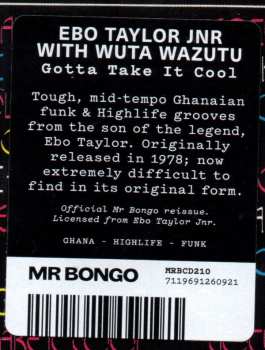 EBO TAYLOR JNR
WITH WUTA WAZUTU
Gotta Take It Cool
Tough, mid-tempo Ghanaian
funk & Highlife grooves
from the son of the legend,
Ebo Taylor. Originally
released in 1978; now
extremely difficult to
find in its original form.
Official Mr Bongo reissue.
Licensed from Ebo Taylor Jnr.
GHANA - HIGHLIFE - FUNK
MR BONGO
MRBCD210
7119691260921